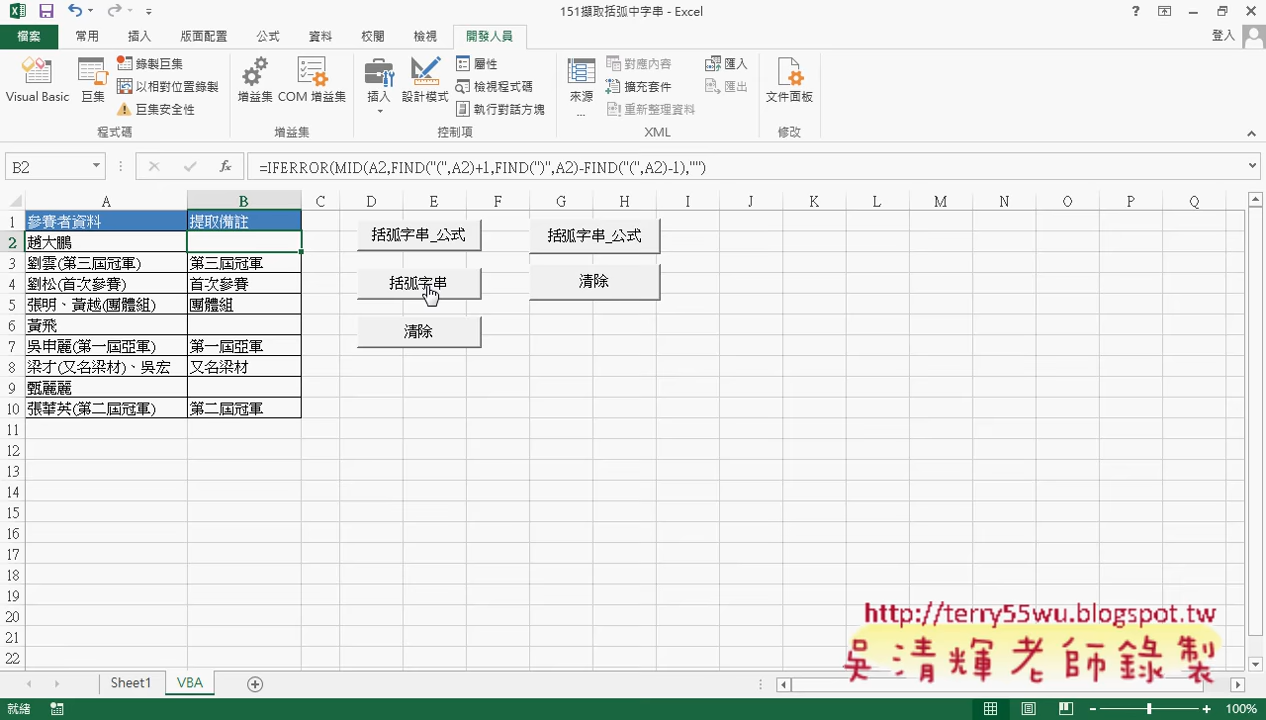 151擷取括弧中字串 - Excel
檔案 常用 插入 版面配置 公式 資料 校閱 檢視 開發人員 登入
Visual Basic 巨集 錄製巨集 以相對位置錄製 巨集安全性 程式碼
增益集 COM 增益集 增益集
插入 設計模式 屬性 檢視程式碼 執行對話方塊 控制項
來源 ... 對應內容 擴充套件 重新整理資料 匯入 匯出 XML
文件面板 修改
B2 fx =IFERROR(MID(A2,FIND("(",A2)+1,FIND(")",A2)-FIND("(",A2)-1),"")
A B C D E F G H I J K L M N O P Q
1 參賽者資料 提取備註
2 趙大鵬
3 劉雲(第三屆冠軍) 第三屆冠軍
4 劉松(首次參賽) 首次參賽
5 張明、黃越(團體組) 團體組
6 黃飛
7 吳申麗(第一屆亞軍) 第一屆亞軍
8 梁才(又名梁材)、吳宏 又名梁材
9 甄麗麗
10 張華英(第二屆冠軍) 第二屆冠軍
11
12
13
14
15
16
17
18
19
20
21
22
括弧字串_公式 括弧字串_公式
括弧字串 清除
清除
http://terry55wu.blogspot.tw
吳清輝老師錄製
Sheet1 VBA
就緒 100%